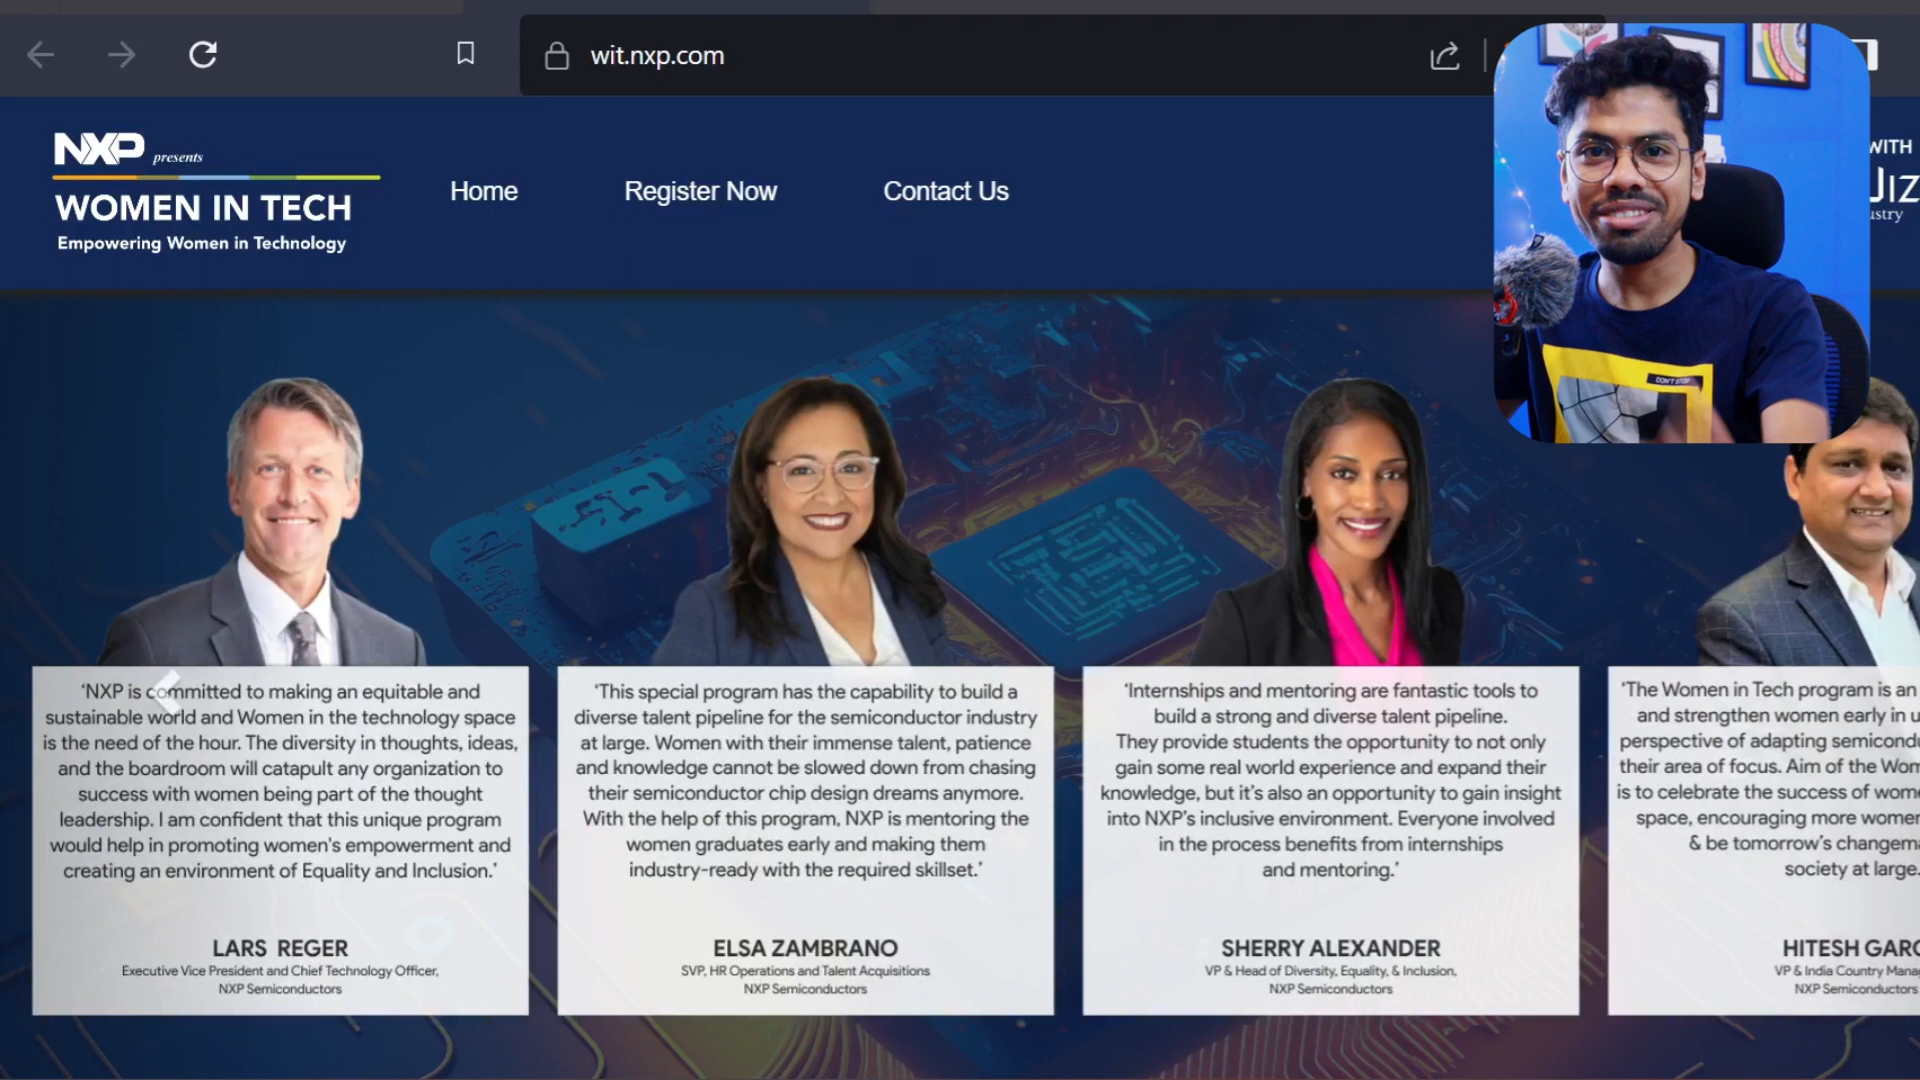 wit.nxp.com
NXP presents
WOMEN IN TECH
Empowering Women in Technology
Home
Register Now
Contact Us
WITH
DON'T STOP
‘NXP is committed to making an equitable and
sustainable world and Women in the technology space
is the need of the hour. The diversity in thoughts, ideas,
and the boardroom will catapult any organization to
success with women being part of the thought
leadership. I am confident that this unique program
would help in promoting women's empowerment and
creating an environment of Equality and Inclusion.’
LARS REGER
Executive Vice President and Chief Technology Officer,
NXP Semiconductors
‘This special program has the capability to build a
diverse talent pipeline for the semiconductor industry
at large. Women with their immense talent, patience
and knowledge cannot be slowed down from chasing
their semiconductor chip design dreams anymore.
With the help of this program, NXP is mentoring the
women graduates early and making them
industry-ready with the required skillset.’
ELSA ZAMBRANO
SVP, HR Operations and Talent Acquisitions
NXP Semiconductors
‘Internships and mentoring are fantastic tools to
build a strong and diverse talent pipeline.
They provide students the opportunity to not only
gain some real world experience and expand their
knowledge, but it’s also an opportunity to gain insight
into NXP’s inclusive environment. Everyone involved
in the process benefits from internships
and mentoring.’
SHERRY ALEXANDER
VP & Head of Diversity, Equality, & Inclusion,
NXP Semiconductors
‘The Women in Tech program is an
and strengthen women early in
perspective of adapting
their area of focus. Aim of the
is to celebrate the success of
space, encouraging more women
& be tomorrow’s
society at large.
HITESH
VP & India Country
NXP Semiconductors